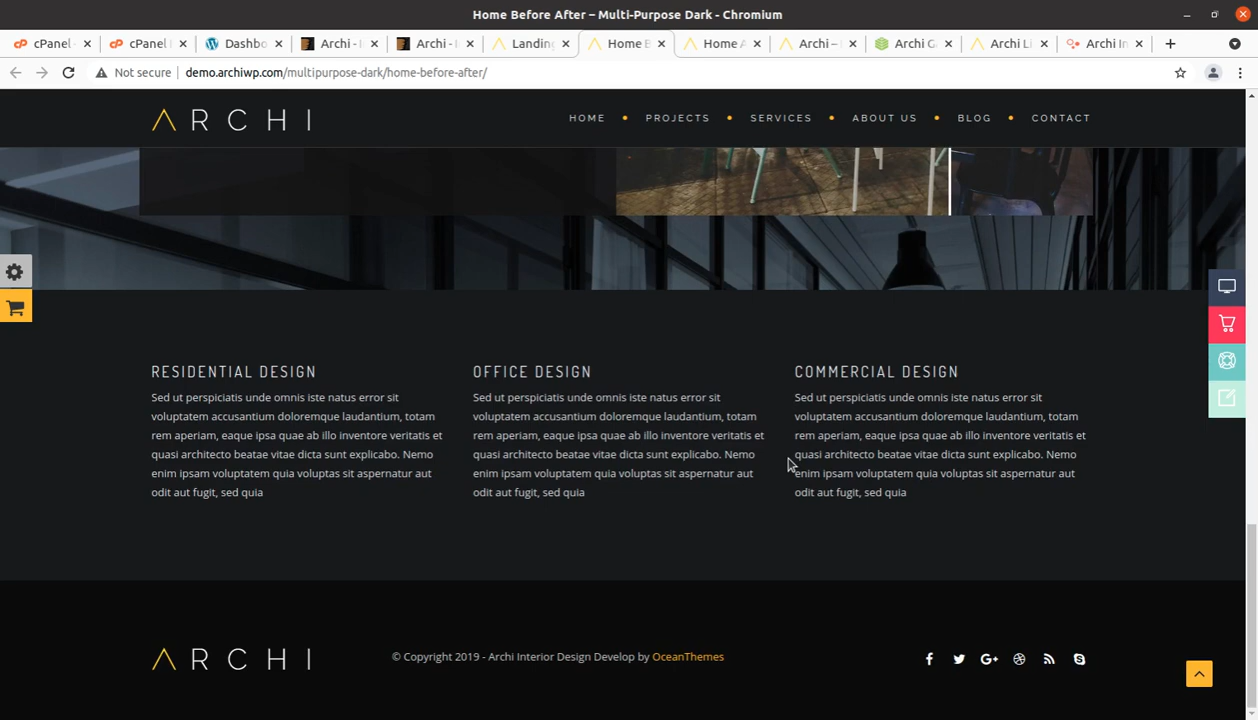 Home Before After – Multi-Purpose Dark - Chromium
cPanel
cPanel
Dashbo
Archi -
Archi -
Landin
Home B
Home A
Archi –
Archi G
Archi Li
Archi In
Not secure
demo.archiwp.com/multipurpose-dark/home-before-after/
ARCHI
HOME
PROJECTS
SERVICES
ABOUT US
BLOG
CONTACT
RESIDENTIAL DESIGN
Sed ut perspiciatis unde omnis iste natus error sit
voluptatem accusantium doloremque laudantium, totam
rem aperiam, eaque ipsa quae ab illo inventore veritatis et
quasi architecto beatae vitae dicta sunt explicabo. Nemo
enim ipsam voluptatem quia voluptas sit aspernatur aut
odit aut fugit, sed quia
OFFICE DESIGN
Sed ut perspiciatis unde omnis iste natus error sit
voluptatem accusantium doloremque laudantium, totam
rem aperiam, eaque ipsa quae ab illo inventore veritatis et
quasi architecto beatae vitae dicta sunt explicabo. Nemo
enim ipsam voluptatem quia voluptas sit aspernatur aut
odit aut fugit, sed quia
COMMERCIAL DESIGN
Sed ut perspiciatis unde omnis iste natus error sit
voluptatem accusantium doloremque laudantium, totam
rem aperiam, eaque ipsa quae ab illo inventore veritatis et
quasi architecto beatae vitae dicta sunt explicabo. Nemo
enim ipsam voluptatem quia voluptas sit aspernatur aut
odit aut fugit, sed quia
ARCHI
© Copyright 2019 - Archi Interior Design Develop by OceanThemes